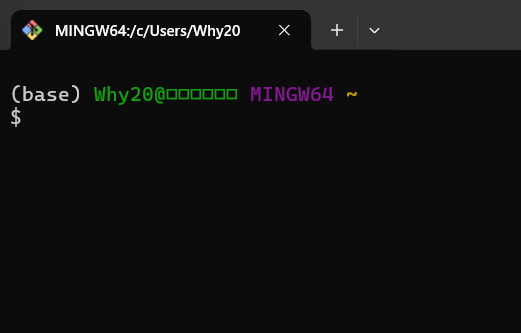 MINGW64:/c/Users/Why20
(base) Why20@□□□□□□ MINGW64 ~
$